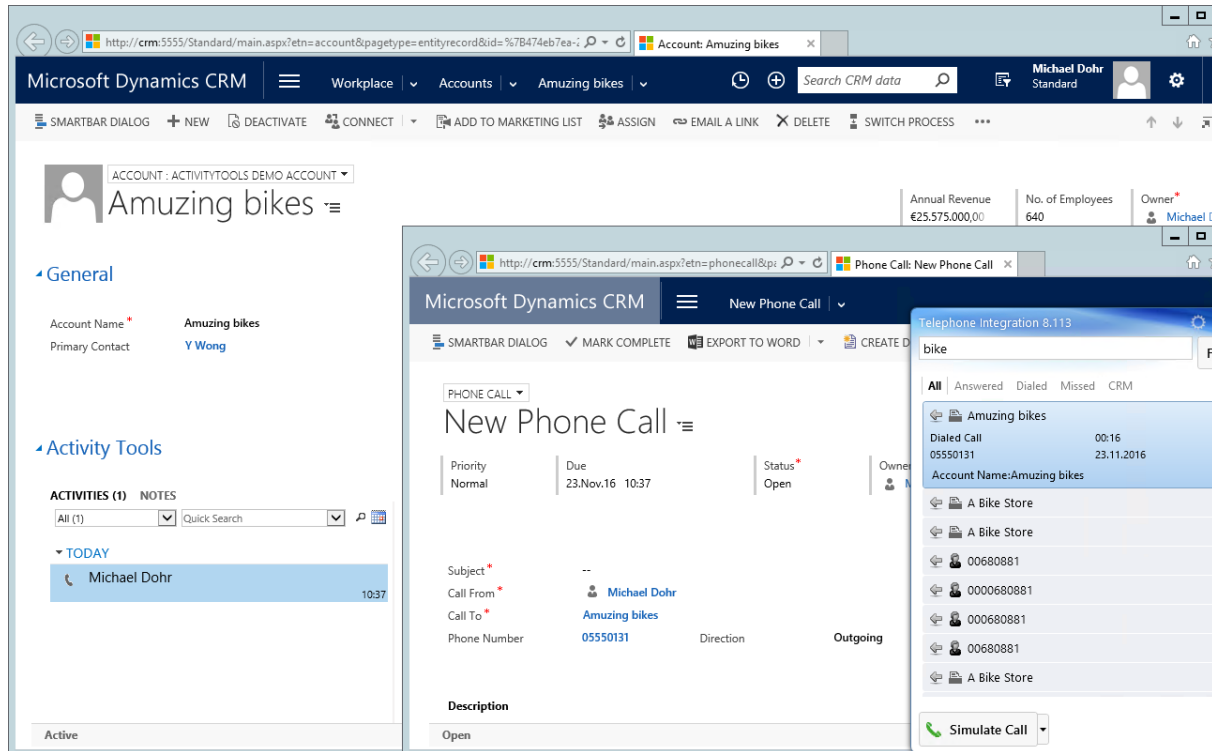 http://crm:5555/Standard/main.aspx?etn=account&pagetype=entityrecord&id=%7B474eb7ea-
Account: Amuzing bikes
Microsoft Dynamics CRM
Workplace
Accounts
Amuzing bikes
Search CRM data
Michael Dohr
Standard
SMARTBAR DIALOG
NEW
DEACTIVATE
CONNECT
ADD TO MARKETING LIST
ASSIGN
EMAIL A LINK
DELETE
SWITCH PROCESS
ACCOUNT : ACTIVITYTOOLS DEMO ACCOUNT
Amuzing bikes
Annual Revenue
€25.575.000,00
No. of Employees
640
Owner*
Michael
General
Account Name* Amuzing bikes
Primary Contact Y Wong
Activity Tools
ACTIVITIES (1) NOTES
All (1) Quick Search
TODAY
Michael Dohr
10:37
Active
http://crm:5555/Standard/main.aspx?etn=phonecall&p
Phone Call: New Phone Call
Microsoft Dynamics CRM
New Phone Call
SMARTBAR DIALOG
MARK COMPLETE
EXPORT TO WORD
CREATE D
PHONE CALL
New Phone Call
Priority
Normal
Due
23.Nov.16 10:37
Status*
Open
Owner
Subject* --
Call From* Michael Dohr
Call To* Amuzing bikes
Phone Number 05550131 Direction Outgoing
Description
Open
Telephone Integration 8.113
bike
F
All Answered Dialed Missed CRM
Amuzing bikes
Dialed Call 00:16
05550131 23.11.2016
Account Name:Amuzing bikes
A Bike Store
A Bike Store
00680881
0000680881
000680881
00680881
A Bike Store
Simulate Call